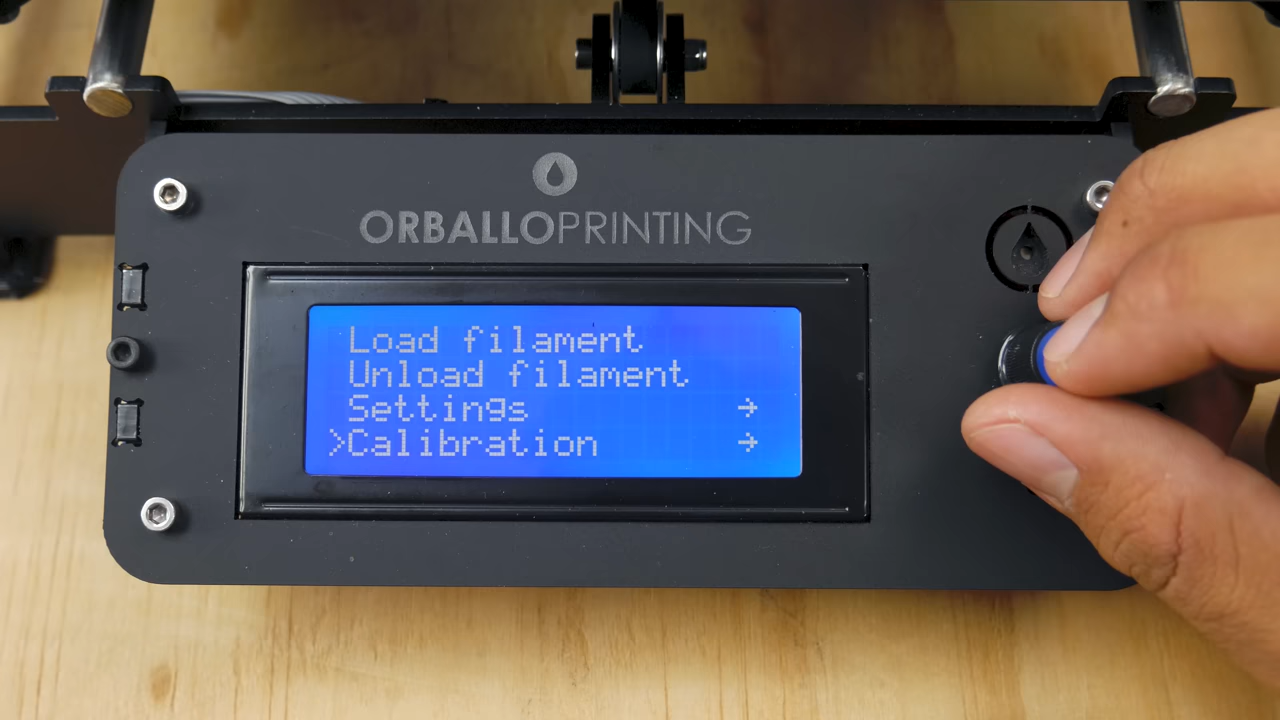 ORBALLOPRINTING
Load filament
Unload filament
Settings →
>Calibration →